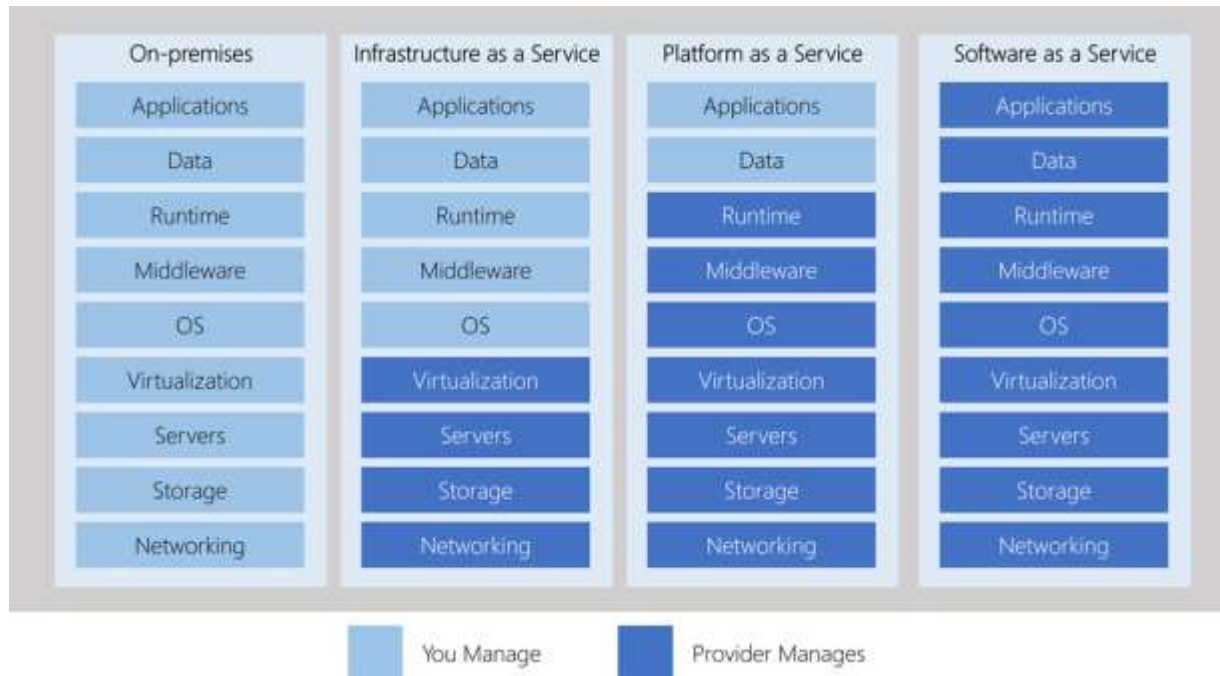 On-premises
Applications
Data
Runtime
Middleware
OS
Virtualization
Servers
Storage
Networking
Infrastructure as a Service
Applications
Data
Runtime
Middleware
OS
Virtualization
Servers
Storage
Networking
Platform as a Service
Applications
Data
Runtime
Middleware
OS
Virtualization
Servers
Storage
Networking
Software as a Service
Applications
Data
Runtime
Middleware
OS
Virtualization
Servers
Storage
Networking
You Manage
Provider Manages